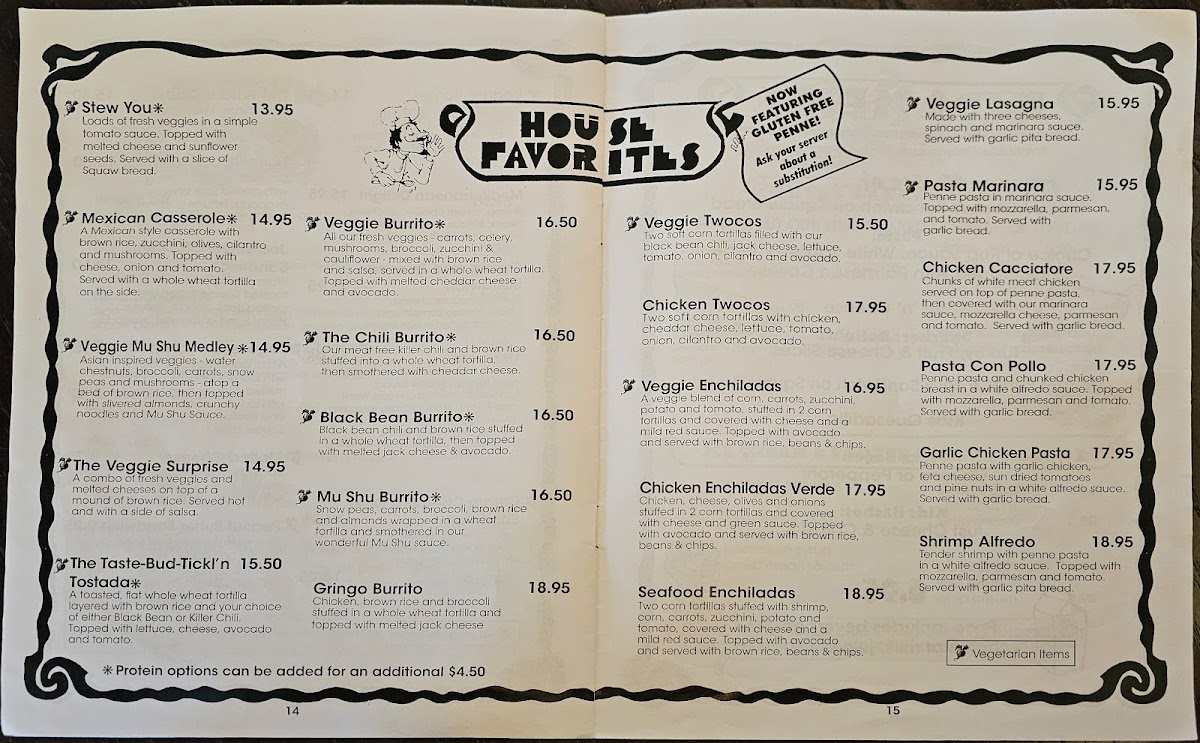 HOUSE
FAVORITES
NOW
FEATURING
GLUTEN FREE
PENNE!
Ask your server
about a
substitution!
Stew You* 13.95
Loads of fresh veggies in a simple
tomato sauce. Topped with
melted cheese and sunflower
seeds. Served with a slice of
Squaw bread.
Mexican Casserole* 14.95
A Mexican style casserole with
brown rice, zucchini, olives, cilantro
and mushrooms. Topped with
cheese, onion and tomato.
Served with a whole wheat tortilla
on the side.
Veggie Mu Shu Medley *14.95
Asian inspired veggies - water
chestnuts, broccoli, carrots, snow
peas and mushrooms - atop a
bed of brown rice, then topped
with slivered almonds, crunchy
noodles and Mu Shu Sauce.
The Veggie Surprise 14.95
A combo of fresh veggies and
melted cheeses on top of a
mound of brown rice. Served hot
and with a side of salsa.
The Taste-Bud-Tickl'n 15.50
Tostada*
A toasted, flat whole wheat tortilla
layered with brown rice and your choice
of either Black Bean or Killer Chili.
Topped with lettuce, cheese, avocado
and tomato.
Veggie Burrito* 16.50
All our fresh veggies - carrots, celery,
mushrooms, broccoli, zucchini &
cauliflower - mixed with brown rice
and salsa, served in a whole wheat tortilla.
Topped with melted cheddar cheese
and avocado.
The Chili Burrito* 16.50
Our meat free killer chili and brown rice
stuffed into a whole wheat tortilla,
then smothered with cheddar cheese.
Black Bean Burrito* 16.50
Black bean chili and brown rice stuffed
in a whole wheat tortilla, then topped
with melted jack cheese & avocado.
Mu Shu Burrito* 16.50
Snow peas, carrots, broccoli, brown rice
and almonds wrapped in a wheat
tortilla and smothered in our
wonderful Mu Shu sauce.
Gringo Burrito 18.95
Chicken, brown rice and broccoli
stuffed in a whole wheat tortilla and
topped with melted jack cheese
*Protein options can be added for an additional $4.50
14
Veggie Twocos 15.50
Two soft corn tortillas filled with our
black bean chili, jack cheese, lettuce,
tomato, onion, cilantro and avocado.
Chicken Twocos 17.95
Two soft corn tortillas with chicken,
cheddar cheese, lettuce, tomato,
onion, cilantro and avocado.
Veggie Enchiladas 16.95
A veggie blend of corn, carrots, zucchini,
potato and tomato, stuffed in 2 corn
tortillas and covered with cheese and a
mild red sauce. Topped with avocado
and served with brown rice, beans & chips.
Chicken Enchiladas Verde 17.95
Chicken, cheese, olives and onions
stuffed in 2 corn tortillas and covered
with cheese and green sauce. Topped
with avocado and served with brown rice,
beans & chips.
Seafood Enchiladas 18.95
Two corn tortillas stuffed with shrimp,
corn, carrots, zucchini, potato and
tomato, covered with cheese and a
mild red sauce. Topped with avocado
and served with brown rice, beans & chips.
Veggie Lasagna 15.95
Made with three cheeses,
spinach and marinara sauce.
Served with garlic pita bread.
Pasta Marinara 15.95
Penne pasta in marinara sauce.
Topped with mozzarella, parmesan,
and tomato. Served with
garlic bread.
Chicken Cacciatore 17.95
Chunks of white meat chicken
served on top of penne pasta,
then covered with our marinara
sauce, mozzarella cheese, parmesan
and tomato. Served with garlic bread.
Pasta Con Pollo 17.95
Penne pasta and chunked chicken
breast in a white alfredo sauce. Topped
with mozzarella, parmesan and tomato.
Served with garlic bread.
Garlic Chicken Pasta 17.95
Penne pasta with garlic chicken,
feta cheese, sun dried tomatoes
and pine nuts in a white alfredo sauce.
Served with garlic bread.
Shrimp Alfredo 18.95
Tender shrimp with penne pasta
in a white alfredo sauce. Topped with
mozzarella, parmesan and tomato.
Served with garlic pita bread.
Vegetarian Items
15